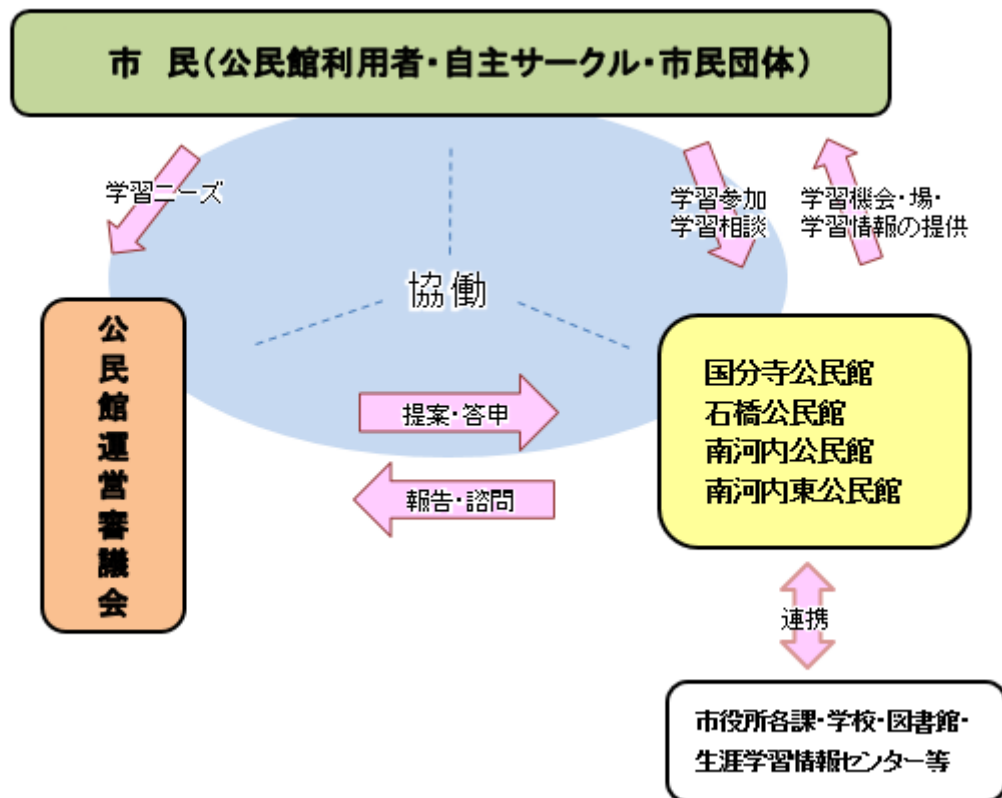 市 民(公民館利用者・自主サークル・市民団体)
学習ニーズ
学習参加
学習相談
学習機会・場・
学習情報の提供
協働
公民館運営審議会
国分寺公民館
石橋公民館
南河内公民館
南河内東公民館
提案・答申
報告・諮問
連携
市役所各課・学校・図書館・
生涯学習情報センター等